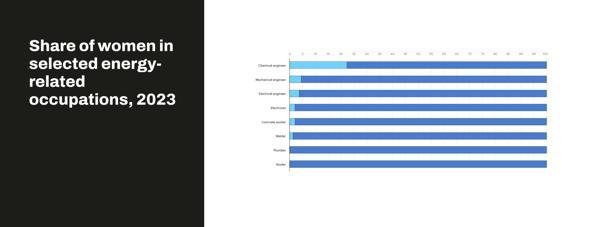 Share of women in
selected energy-
related
occupations, 2023
0 5 10 15 20 25 30 35 40 45 50 55 60 65 70 75 80 85 90 95 100
Chemical engineer
Mechanical engineer
Electrical engineer
Electrician
Concrete worker
Welder
Plumber
Roofer